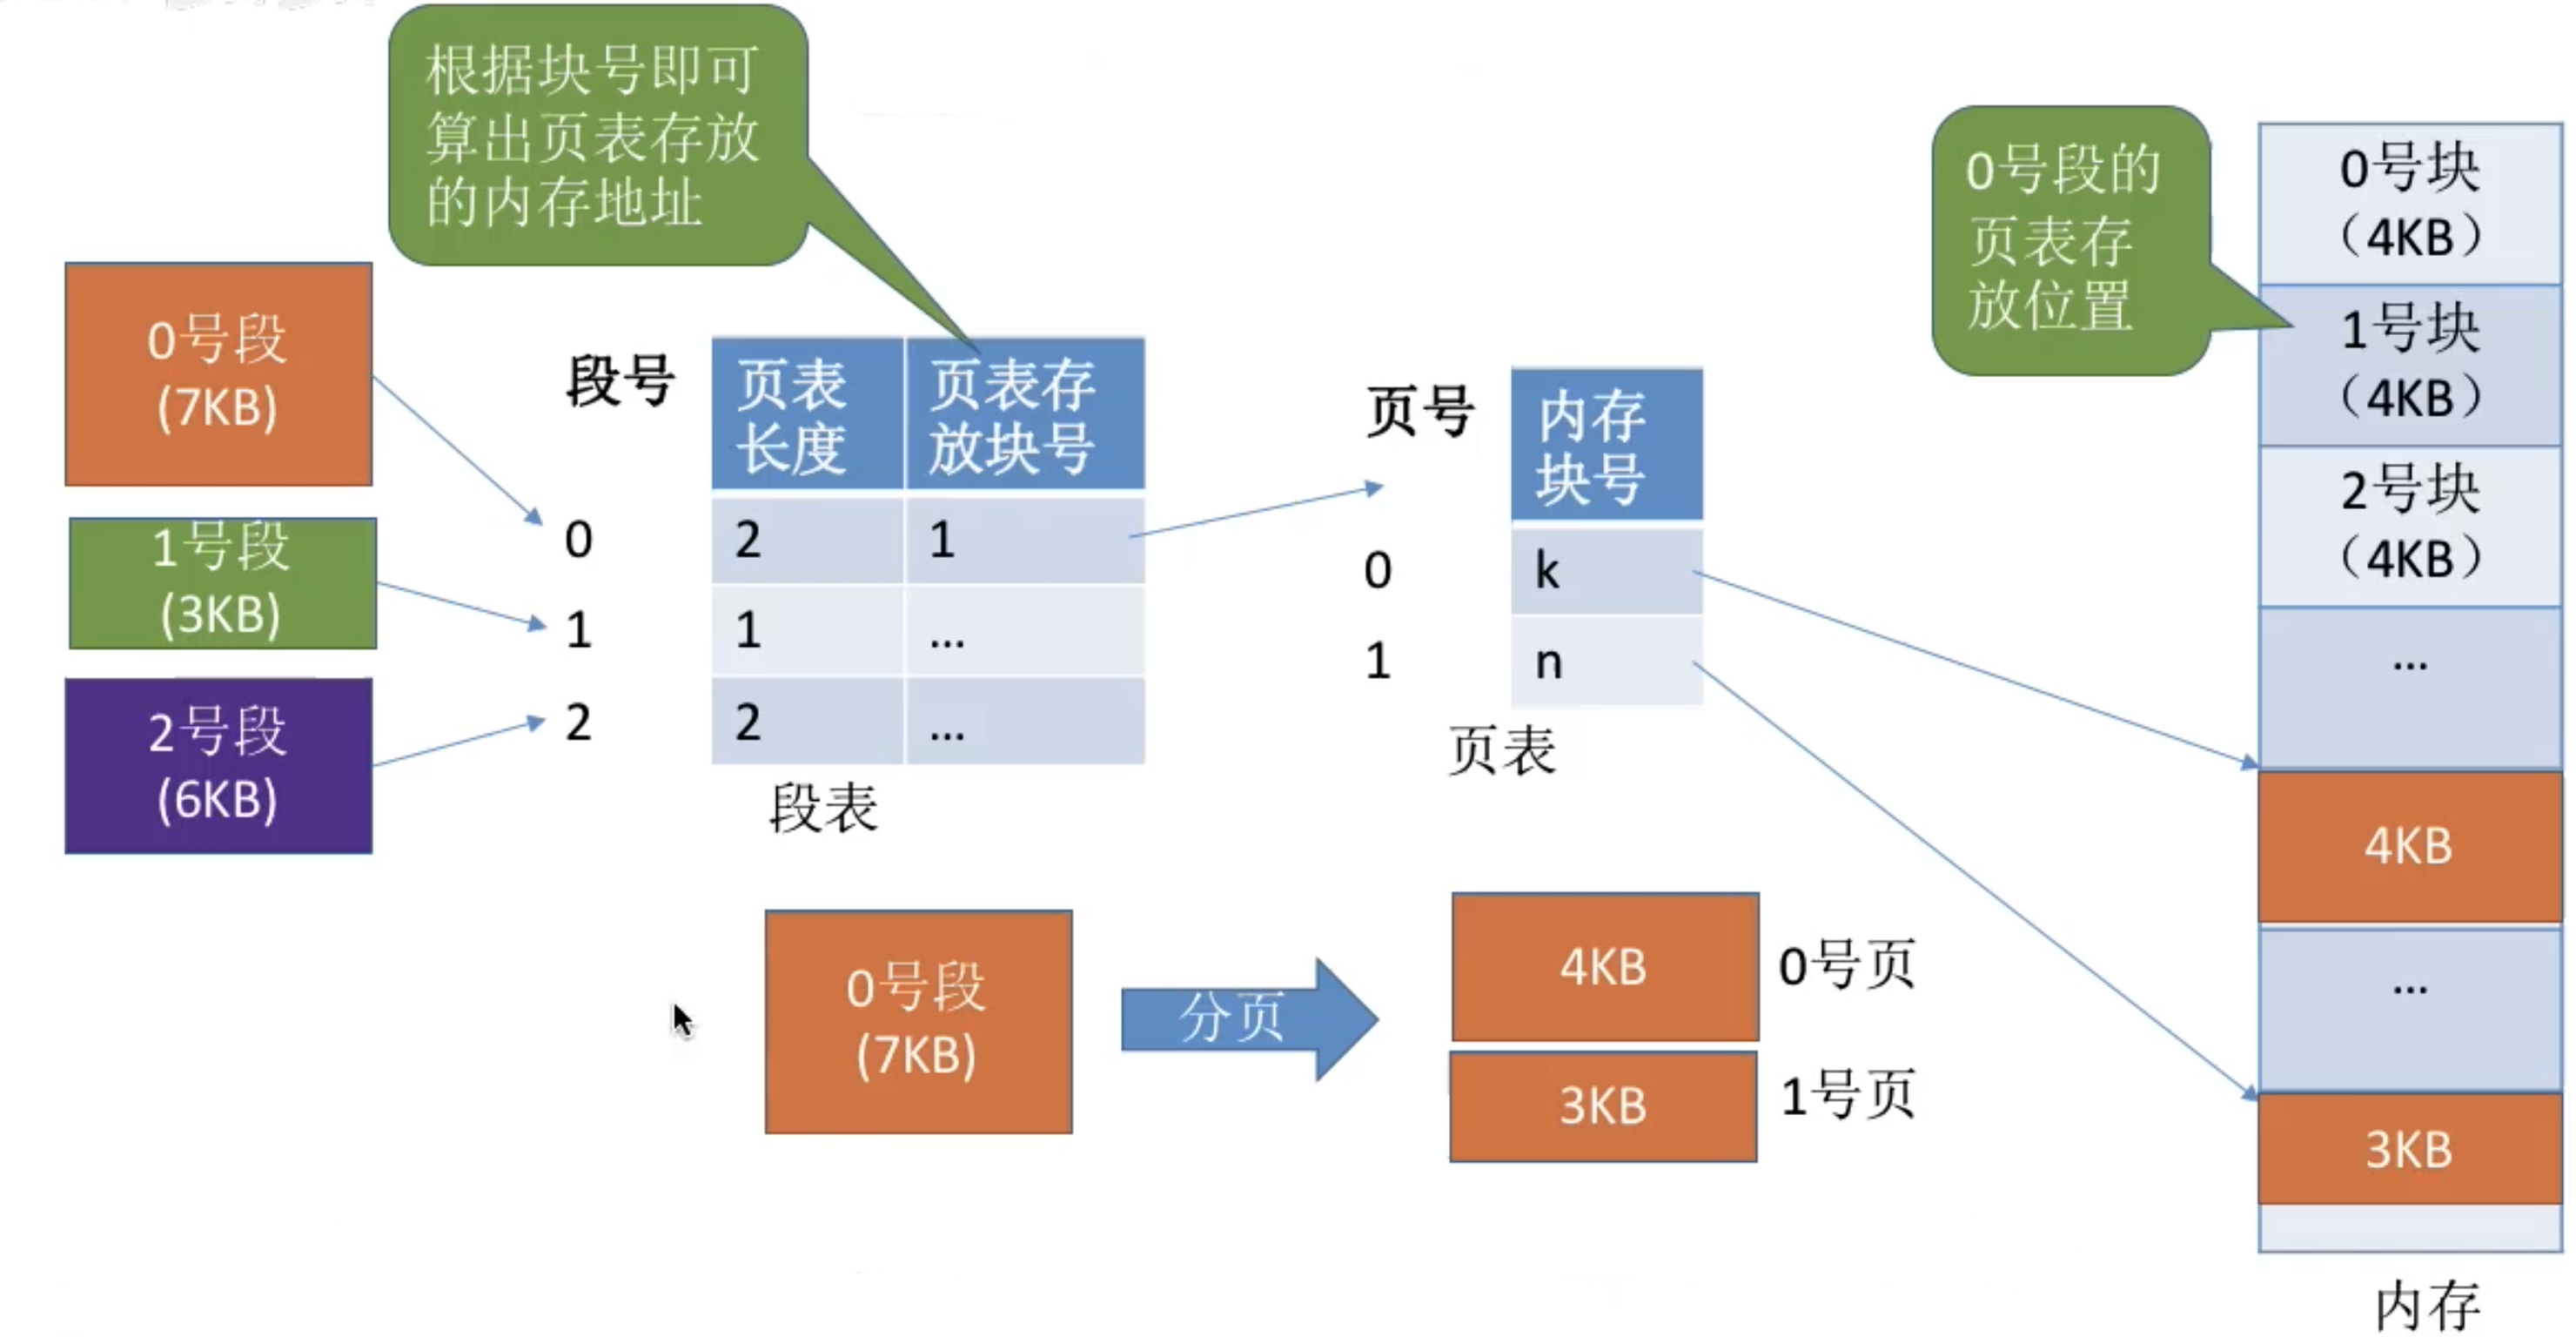 根据块号即可
算出页表存放
的内存地址
0号段的
页表存
放位置
0号段
(7KB)
1号段
(3KB)
2号段
(6KB)
段号
页表
长度
页表存
放块号
0
2
1
1
1
...
2
2
...
段表
页号
内存
块号
0
k
1
n
页表
0号段
(7KB)
分页
4KB
0号页
3KB
1号页
0号块
（4KB）
1号块
（4KB）
2号块
（4KB）
...
4KB
...
3KB
内存